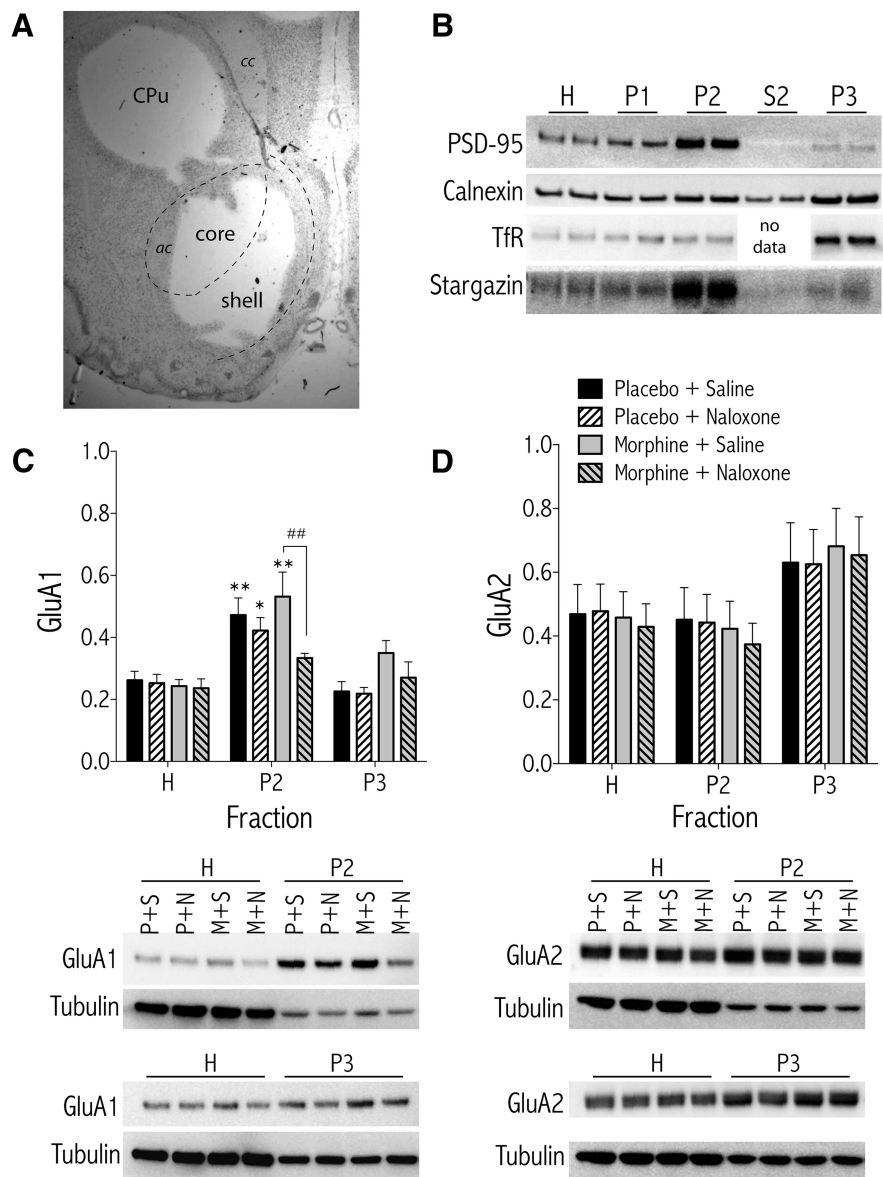 A
CPu
cc
core
ac
shell
B
H P1 P2 S2 P3
PSD-95
Calnexin
TfR
no data
Stargazin
Placebo + Saline
Placebo + Naloxone
Morphine + Saline
Morphine + Naloxone
C
GluA1
1.0
0.8
0.6
0.4
0.2
0.0
** * ** ##
H P2 P3
Fraction
D
GluA2
1.0
0.8
0.6
0.4
0.2
0.0
H P2 P3
Fraction
H P2
P+S P+N M+S M+N P+S P+N M+S M+N
GluA1
Tubulin
H P3
GluA1
Tubulin
H P2
P+S P+N M+S M+N P+S P+N M+S M+N
GluA2
Tubulin
H P3
GluA2
Tubulin